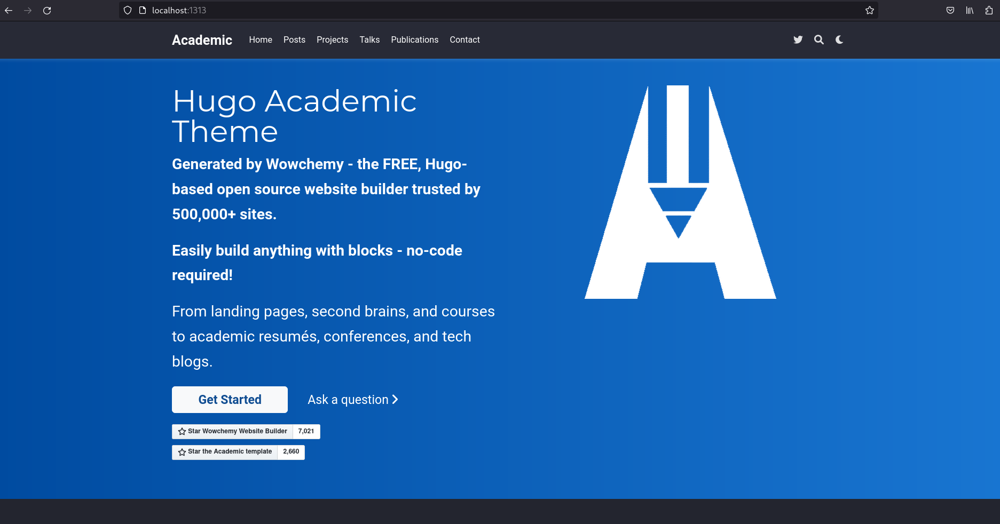 localhost:1313
Academic Home Posts Projects Talks Publications Contact
Hugo Academic
Theme
Generated by Wowchemy - the FREE, Hugo-
based open source website builder trusted by
500,000+ sites.
Easily build anything with blocks - no-code
required!
From landing pages, second brains, and courses
to academic resumés, conferences, and tech
blogs.
Get Started Ask a question
Star Wowchemy Website Builder 7,021
Star the Academic template 2,660